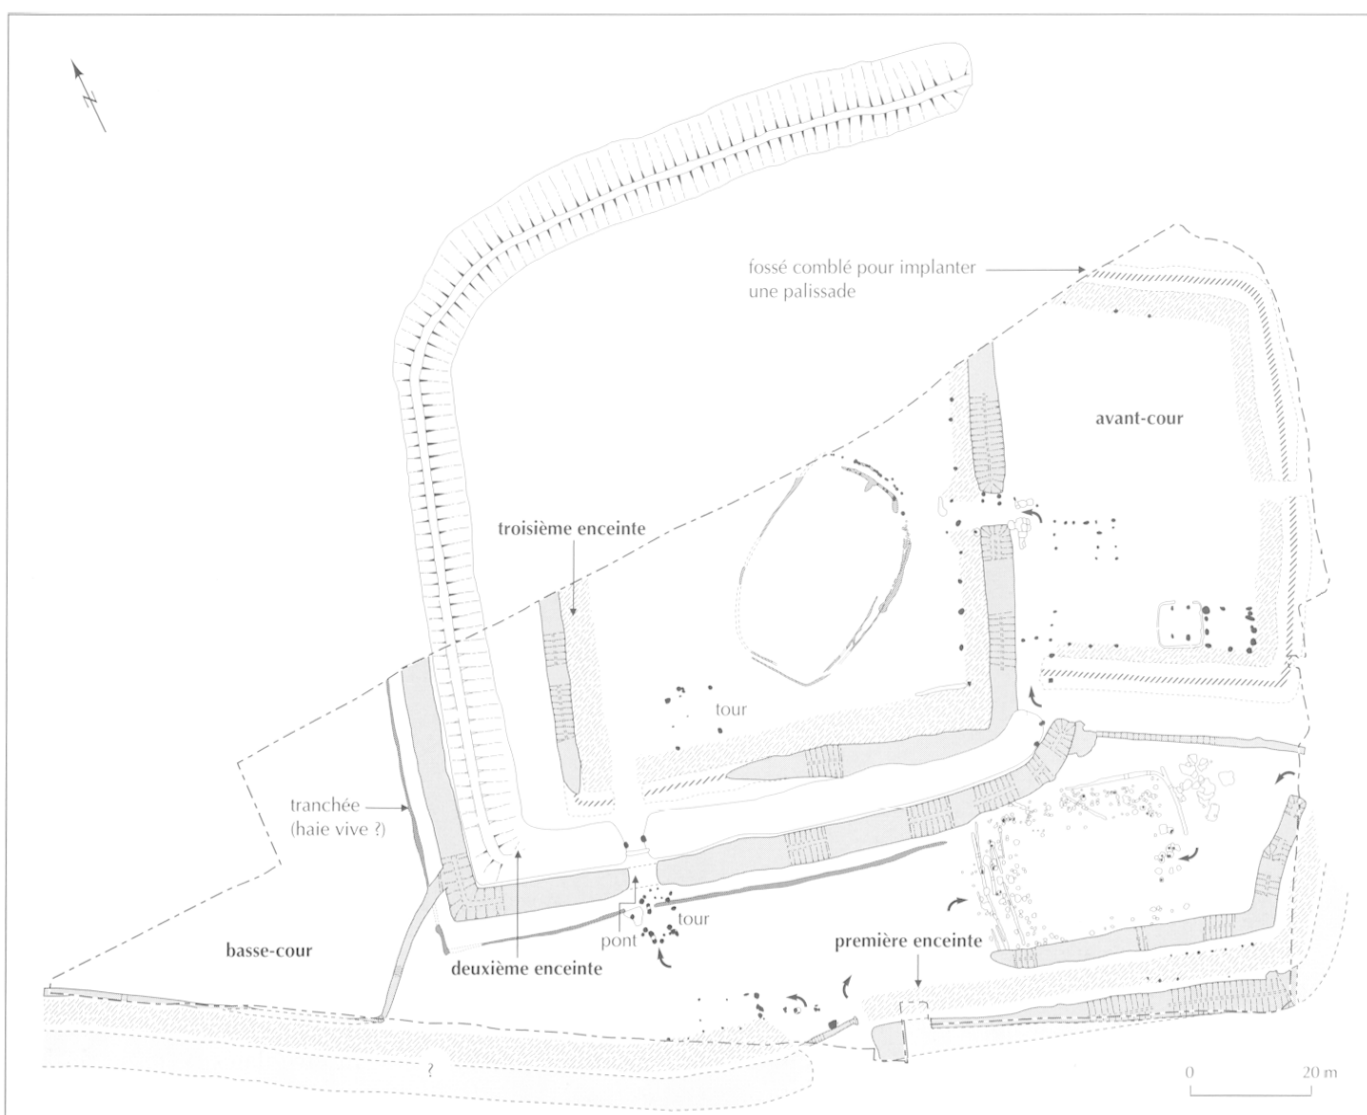 N
fossé comblé pour implanter
une palissade
avant-cour
troisième enceinte
tour
tranchée
(haie vive ?)
basse-cour
pont
tour
deuxième enceinte
première enceinte
?
0 20 m